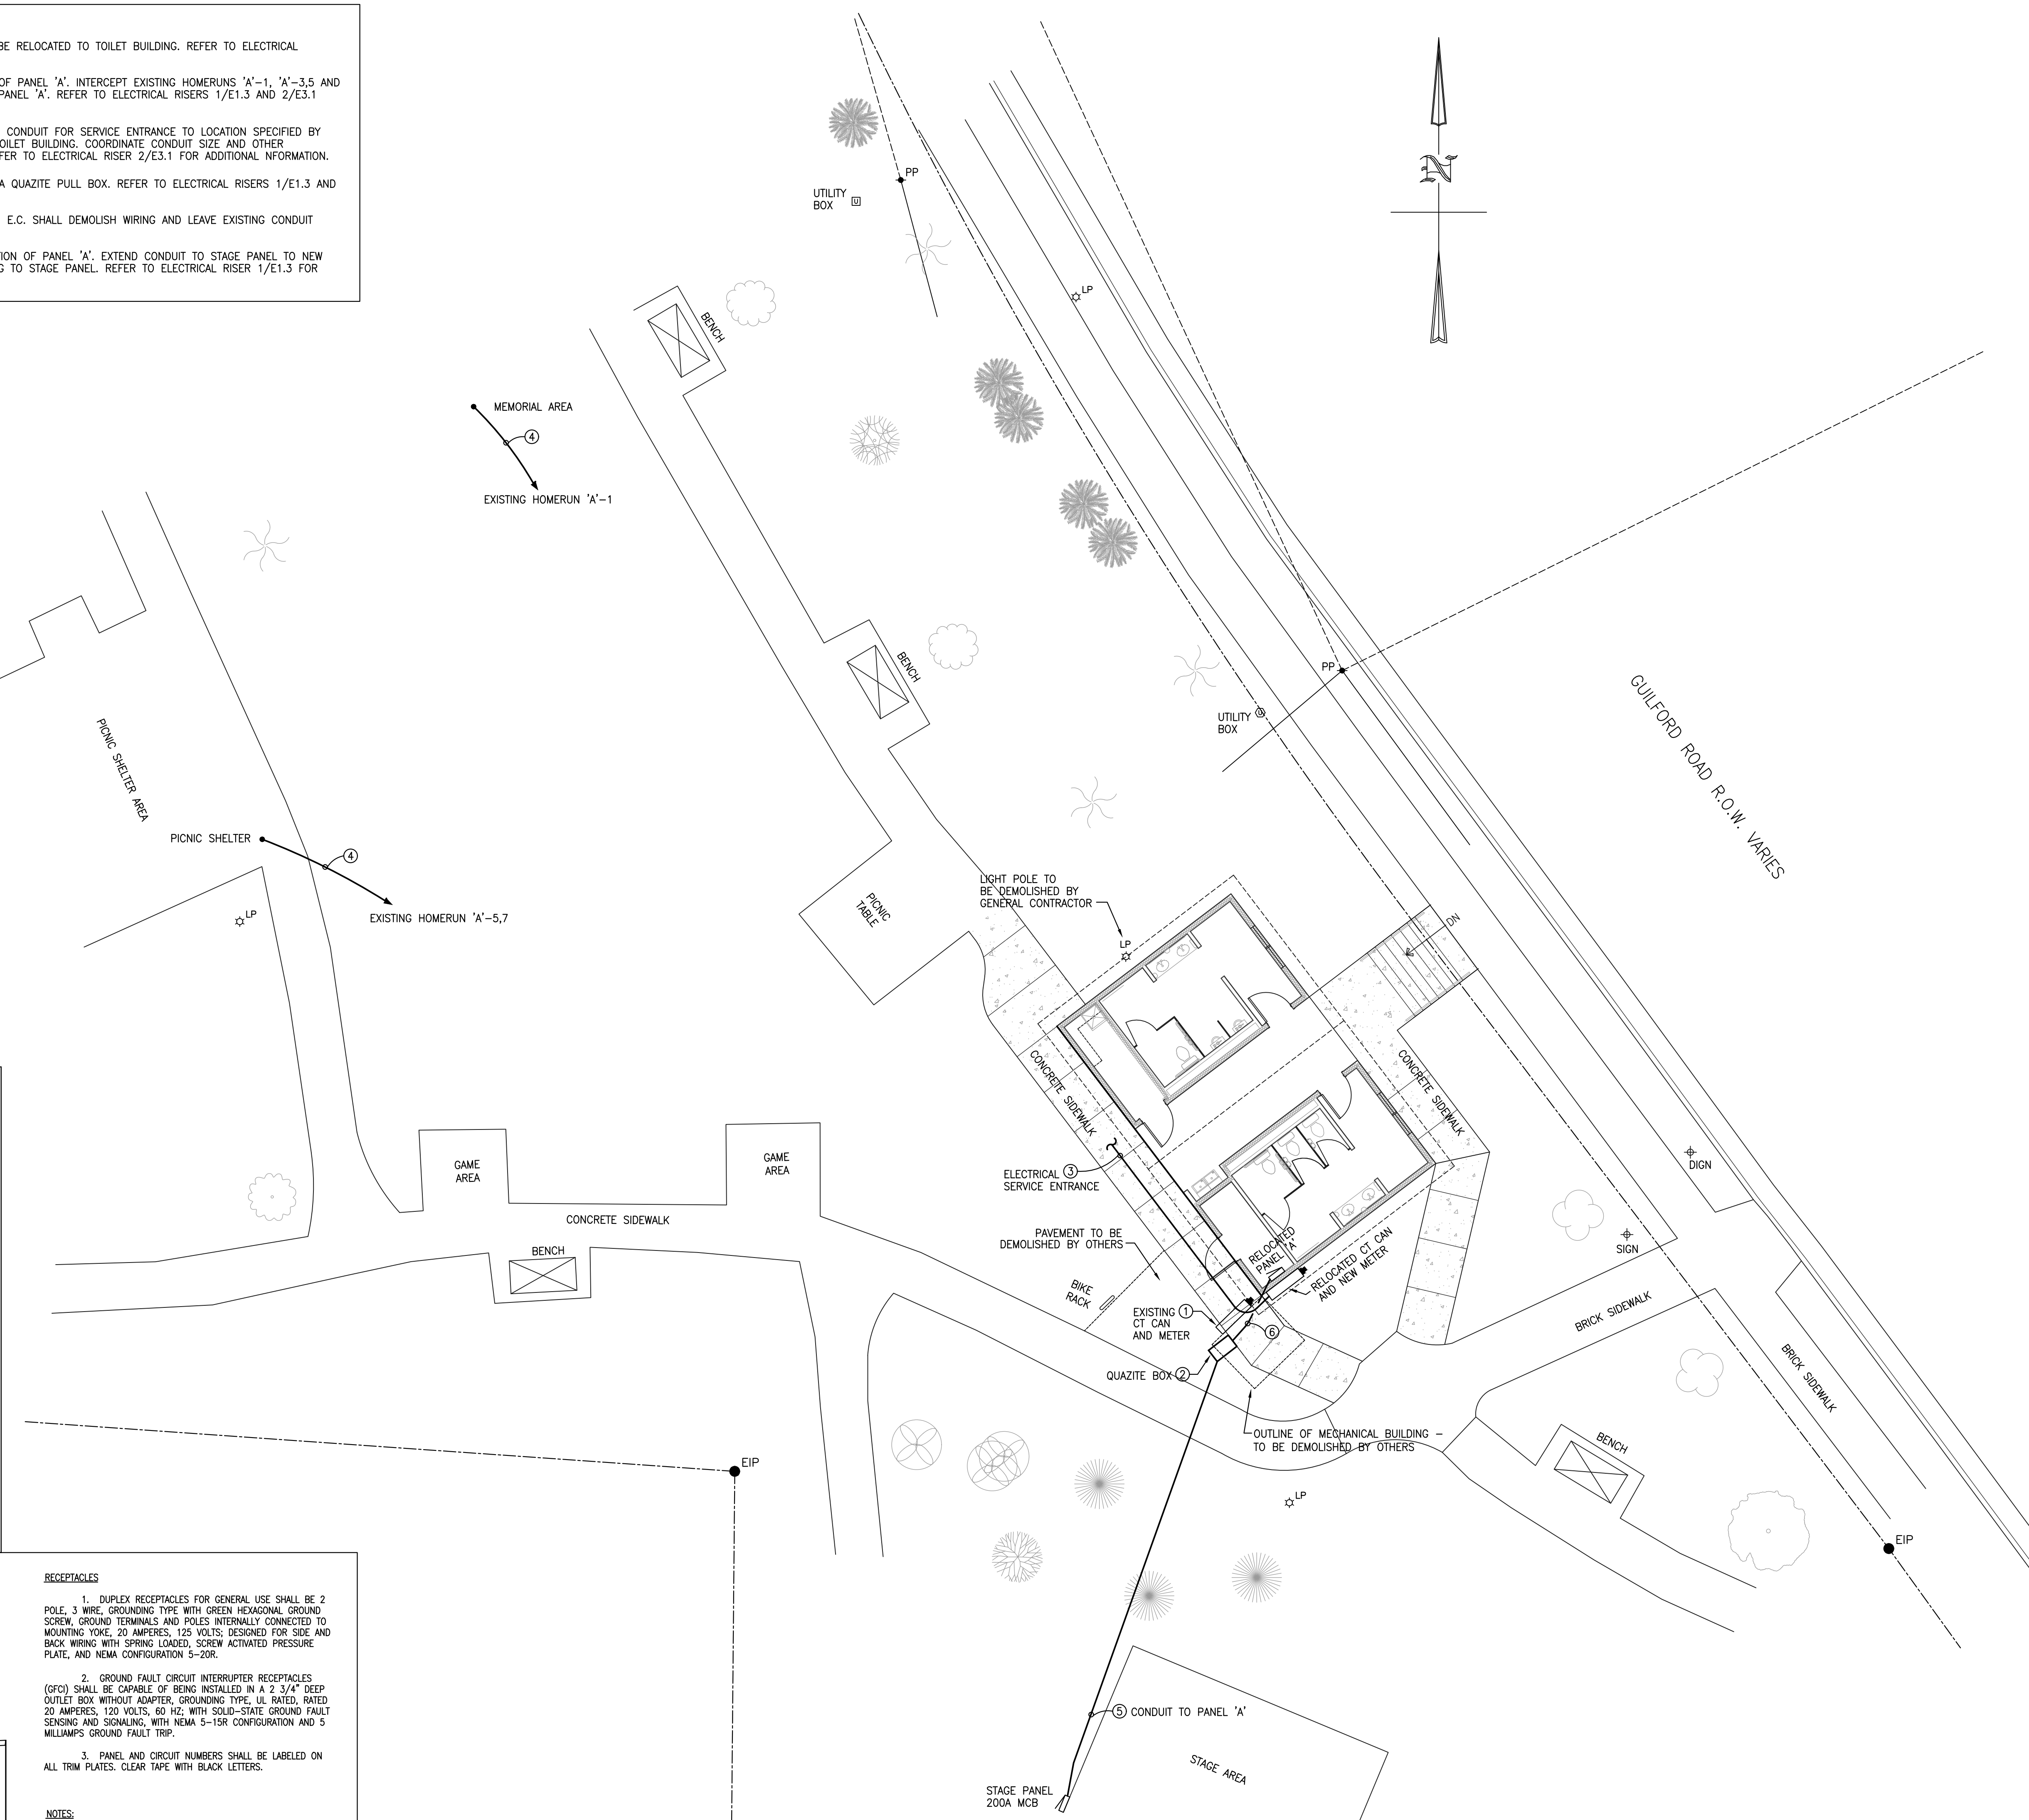 BE RELOCATED TO TOILET BUILDING. REFER TO ELECTRICAL
OF PANEL 'A'. INTERCEPT EXISTING HOMERUNS 'A'-1, 'A'-3,5 AND
PANEL 'A'. REFER TO ELECTRICAL RISERS 1/E1.3 AND 2/E3.1
CONDUIT FOR SERVICE ENTRANCE TO LOCATION SPECIFIED BY
OILET BUILDING. COORDINATE CONDUIT SIZE AND OTHER
FER TO ELECTRICAL RISER 2/E3.1 FOR ADDITIONAL NFORMATION.
A QUAZITE PULL BOX. REFER TO ELECTRICAL RISERS 1/E1.3 AND
E.C. SHALL DEMOLISH WIRING AND LEAVE EXISTING CONDUIT
TION OF PANEL 'A'. EXTEND CONDUIT TO STAGE PANEL TO NEW
G TO STAGE PANEL. REFER TO ELECTRICAL RISER 1/E1.3 FOR
N
PP
UTILITY
BOX
U
LP
BENCH
MEMORIAL AREA
4
EXISTING HOMERUN 'A'-1
BENCH
PP
UTILITY
BOX
U
GUILFORD ROAD R.O.W. VARIES
PICNIC SHELTER AREA
PICNIC SHELTER
4
EXISTING HOMERUN 'A'-5,7
LP
PICNIC
TABLE
LIGHT POLE TO
BE DEMOLISHED BY
GENERAL CONTRACTOR
LP
DN
CONCRETE SIDEWALK
CONCRETE SIDEWALK
GAME
AREA
GAME
AREA
CONCRETE SIDEWALK
BENCH
ELECTRICAL 3
SERVICE ENTRANCE
PAVEMENT TO BE
DEMOLISHED BY OTHERS
BIKE
RACK
RELOCATED
PANEL 'A'
RELOCATED CT CAN
AND NEW METER
EXISTING 1
CT CAN
AND METER
6
QUAZITE BOX 2
OUTLINE OF MECHANICAL BUILDING -
TO BE DEMOLISHED BY OTHERS
DIGN
SIGN
BRICK SIDEWALK
BRICK SIDEWALK
BENCH
EIP
EIP
LP
5 CONDUIT TO PANEL 'A'
STAGE AREA
STAGE PANEL
200A MCB
RECEPTACLES
1. DUPLEX RECEPTACLES FOR GENERAL USE SHALL BE 2
POLE, 3 WIRE, GROUNDING TYPE WITH GREEN HEXAGONAL GROUND
SCREW, GROUND TERMINALS AND POLES INTERNALLY CONNECTED TO
MOUNTING YOKE, 20 AMPERES, 125 VOLTS; DESIGNED FOR SIDE AND
BACK WIRING WITH SPRING LOADED, SCREW ACTIVATED PRESSURE
PLATE, AND NEMA CONFIGURATION 5-20R.
2. GROUND FAULT CIRCUIT INTERRUPTER RECEPTACLES
(GFCI) SHALL BE CAPABLE OF BEING INSTALLED IN A 2 3/4" DEEP
OUTLET BOX WITHOUT ADAPTER, GROUNDING TYPE, UL RATED, RATED
20 AMPERES, 120 VOLTS, 60 HZ; WITH SOLID-STATE GROUND FAULT
SENSING AND SIGNALING, WITH NEMA 5-15R CONFIGURATION AND 5
MILLIAMPS GROUND FAULT TRIP.
3. PANEL AND CIRCUIT NUMBERS SHALL BE LABELED ON
ALL TRIM PLATES. CLEAR TAPE WITH BLACK LETTERS.
NOTES: